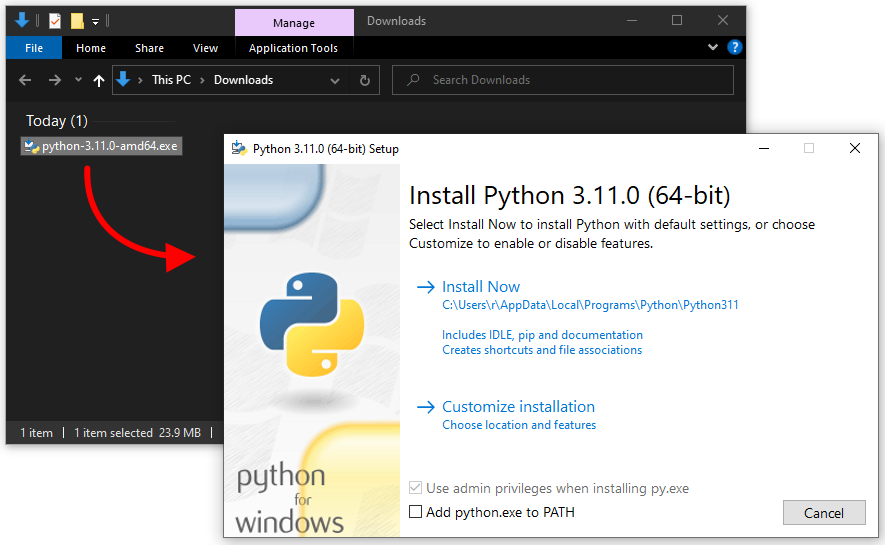 Manage
Downloads
File
Home
Share
View
Application Tools
?
This PC
Downloads
Search Downloads
Today (1)
python-3.11.0-amd64.exe
1 item
1 item selected
23.9 MB
Python 3.11.0 (64-bit) Setup
Install Python 3.11.0 (64-bit)
Select Install Now to install Python with default settings, or choose
Customize to enable or disable features.
Install Now
C:\Users\r\AppData\Local\Programs\Python\Python311
Includes IDLE, pip and documentation
Creates shortcuts and file associations
Customize installation
Choose location and features
python
for
windows
Use admin privileges when installing py.exe
Add python.exe to PATH
Cancel